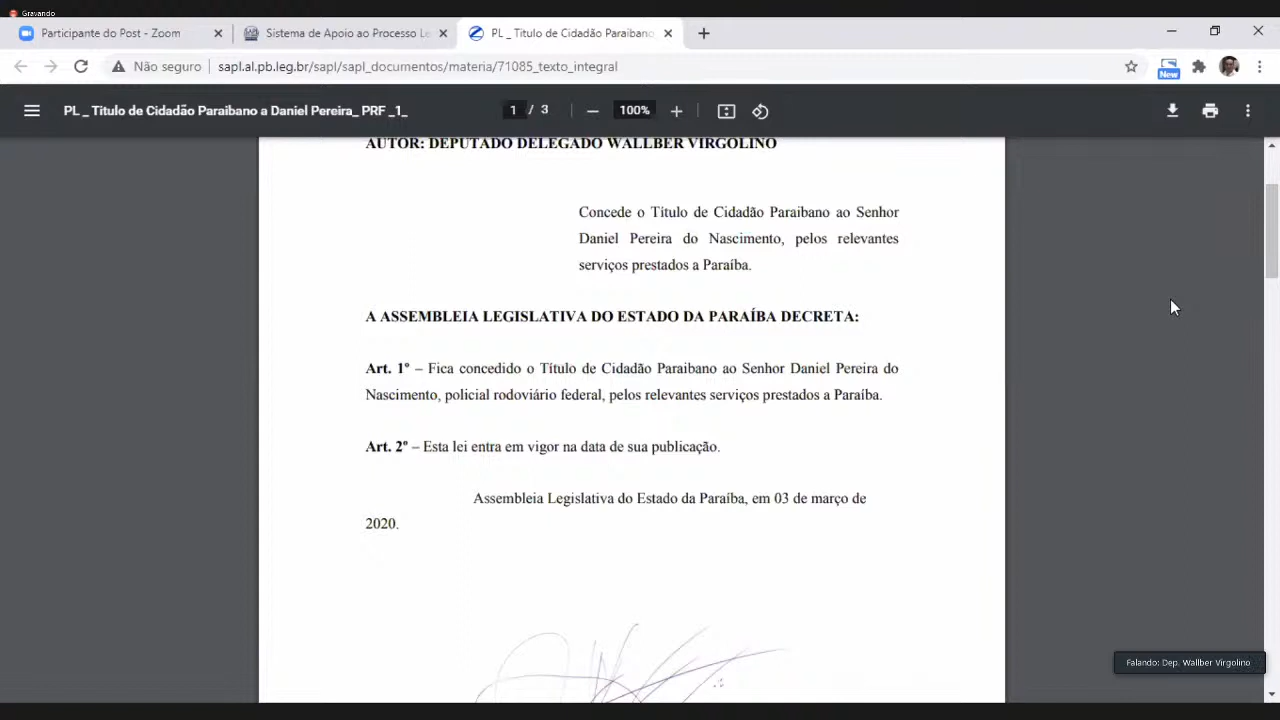 Gravando
Participante do Post - Zoom
Sistema de Apoio ao Processo Le
PL _ Titulo de Cidadão Paraibano
Não seguro
sapl.al.pb.leg.br/sapl/sapl_documentos/materia/71085_texto_integral
New
PL _ Titulo de Cidadão Paraibano a Daniel Pereira_ PRF _1_
1 / 3
100%
AUTOR: DEPUTADO DELEGADO WALLBER VIRGOLINO
Concede o Título de Cidadão Paraibano ao Senhor
Daniel Pereira do Nascimento, pelos relevantes
serviços prestados a Paraíba.
A ASSEMBLEIA LEGISLATIVA DO ESTADO DA PARAÍBA DECRETA:
Art. 1º – Fica concedido o Título de Cidadão Paraibano ao Senhor Daniel Pereira do
Nascimento, policial rodoviário federal, pelos relevantes serviços prestados a Paraíba.
Art. 2º – Esta lei entra em vigor na data de sua publicação.
Assembleia Legislativa do Estado da Paraíba, em 03 de março de
2020.
Falando: Dep. Wallber Virgolino